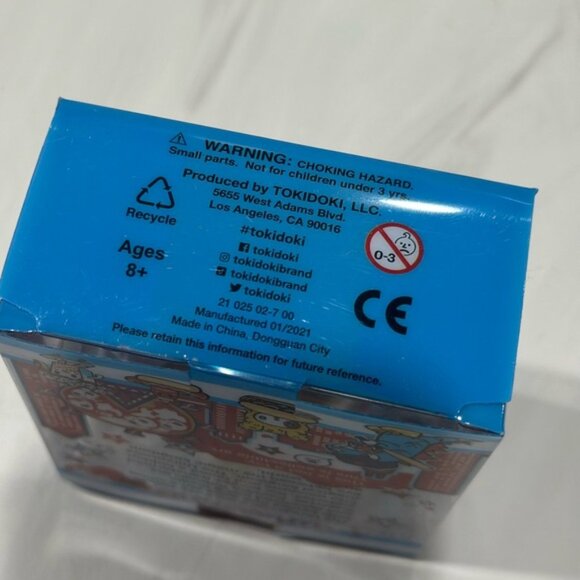 WARNING: CHOKING HAZARD.
Small parts. Not for children under 3 yrs.
Produced by TOKIDOKI, LLC.
5655 West Adams Blvd.
Los Angeles, CA 90016
#tokidoki
tokidoki
tokidokibrand
tokidokibrand
tokidoki
21 025 02-7 00
Manufactured 01/2021
Made in China, Dongguan City
Please retain this information for future reference.
Recycle
Ages
8+
0-3
CE